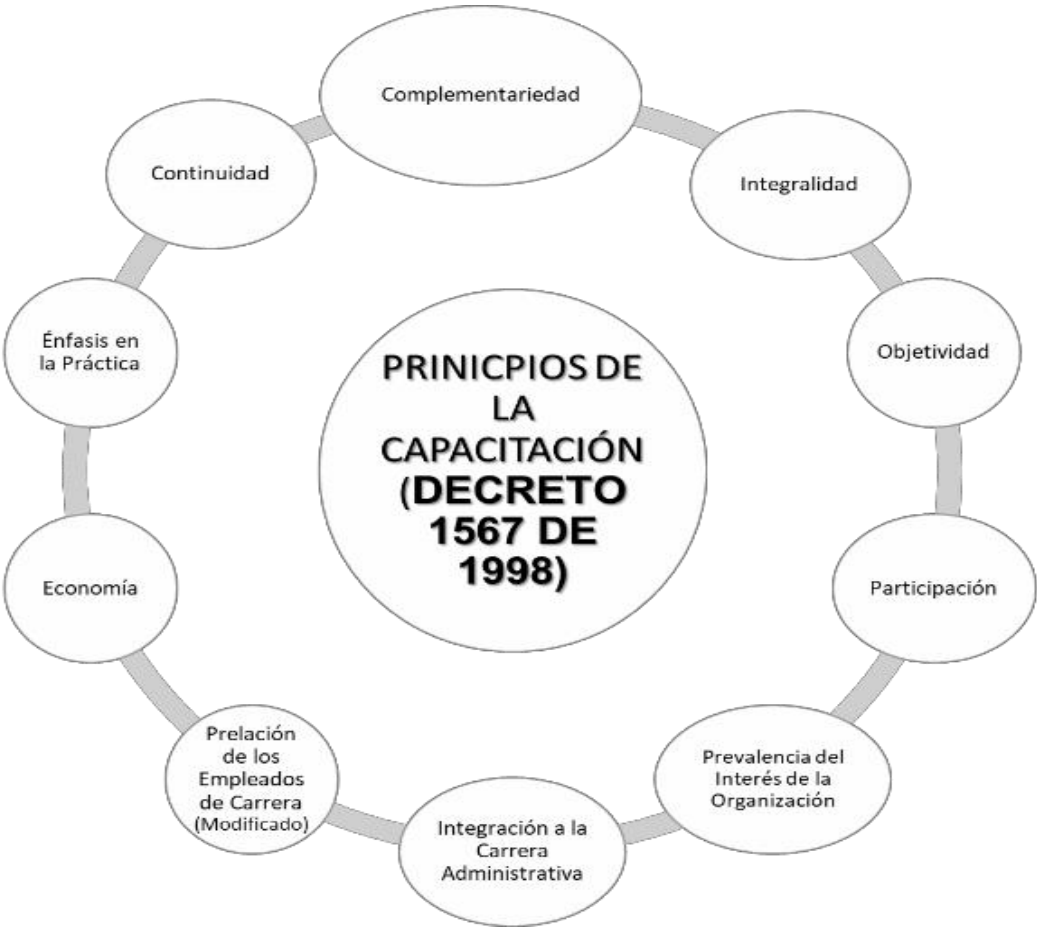 Complementariedad
Integralidad
Objetividad
Participación
Prevalencia del
Interés de la
Organización
Integración a la
Carrera
Administrativa
Prelación
de los
Empleados
de Carrera
(Modificado)
Economía
Énfasis en
la Práctica
Continuidad
PRINICPIOS DE
LA
CAPACITACIÓN
(DECRETO
1567 DE
1998)